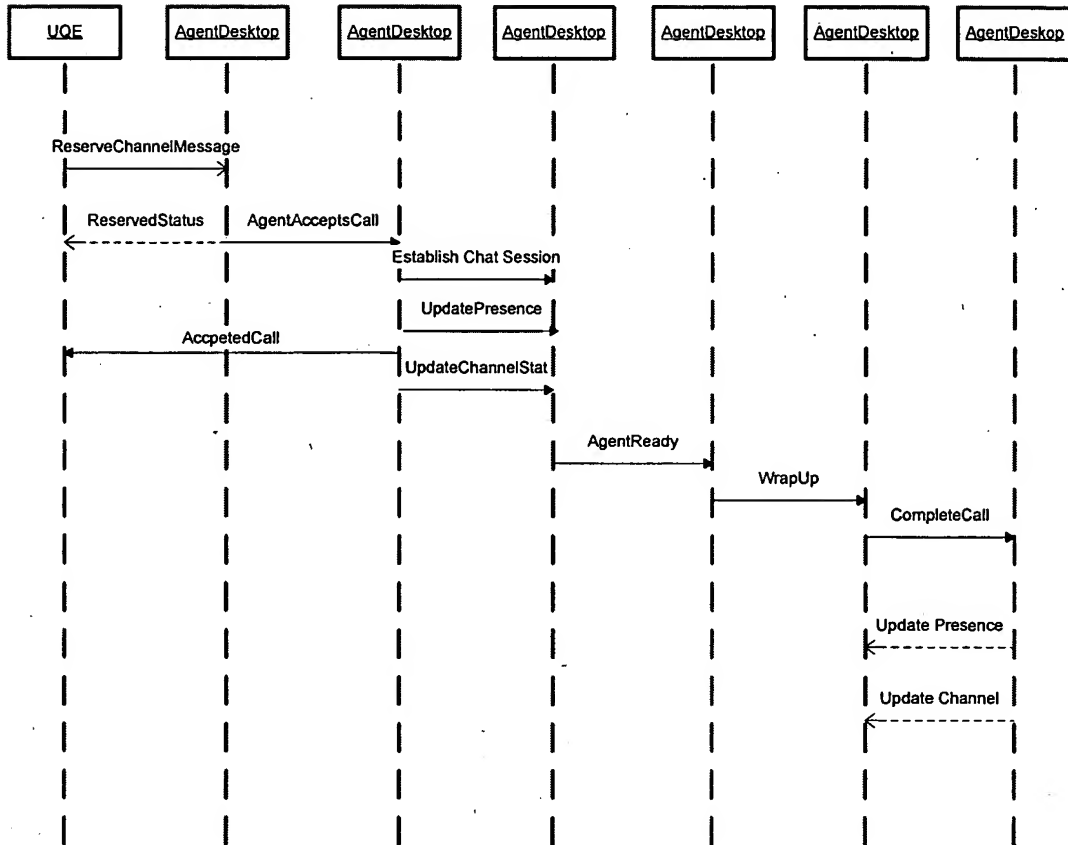 UQE
AgentDesktop
AgentDesktop
AgentDesktop
AgentDesktop
AgentDesktop
AgentDeskop
ReserveChannelMessage
ReservedStatus
AgentAcceptsCall
Establish Chat Session
UpdatePresence
AccpetedCall
UpdateChannelStat
AgentReady
WrapUp
CompleteCall
Update Presence
Update Channel